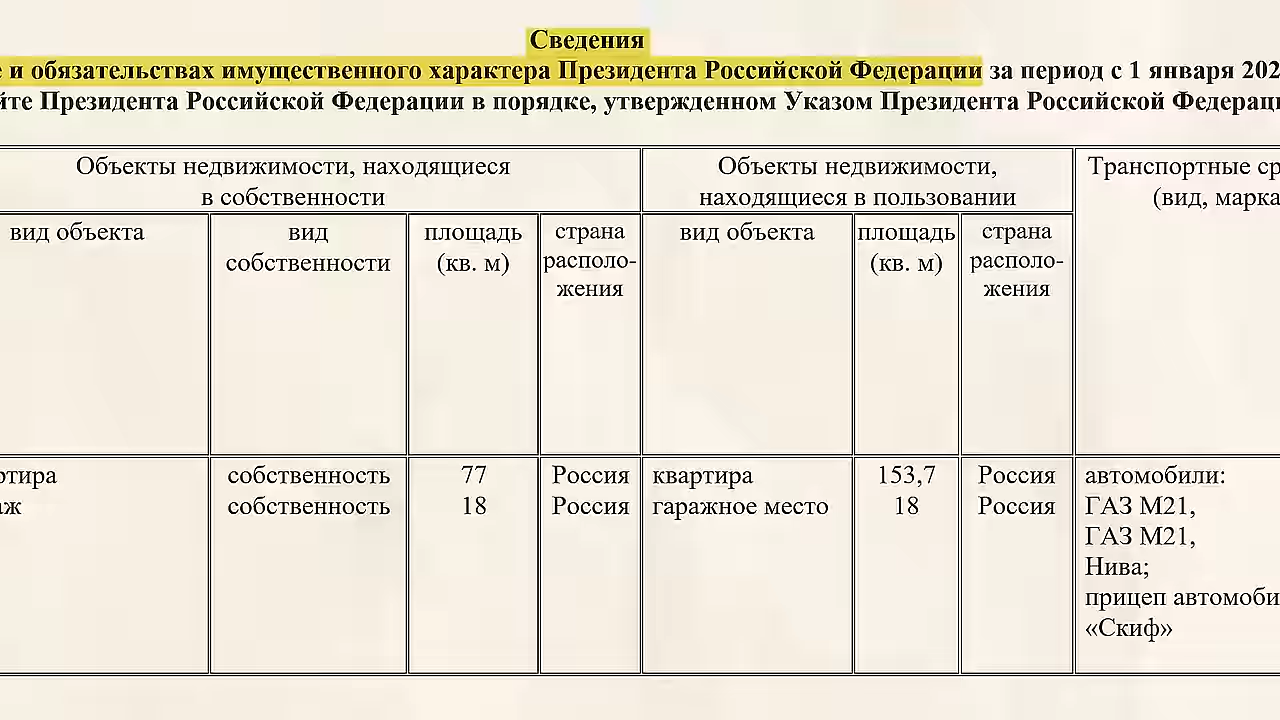 Сведения
е и обязательствах имущественного характера Президента Российской Федерации за период с 1 января 202
йте Президента Российской Федерации в порядке, утвержденном Указом Президента Российской Федерац
Объекты недвижимости, находящиеся
в собственности
Объекты недвижимости,
находящиеся в пользовании
Транспортные ср
(вид, марка
вид объекта
вид
собственности
площадь
(кв. м)
страна
располо-
жения
вид объекта
площадь
(кв. м)
страна
располо-
жения
ртира
аж
собственность
собственность
77
18
Россия
Россия
квартира
гаражное место
153,7
18
Россия
Россия
автомобили:
ГАЗ М21,
ГАЗ М21,
Нива;
прицеп автомоби
«Скиф»